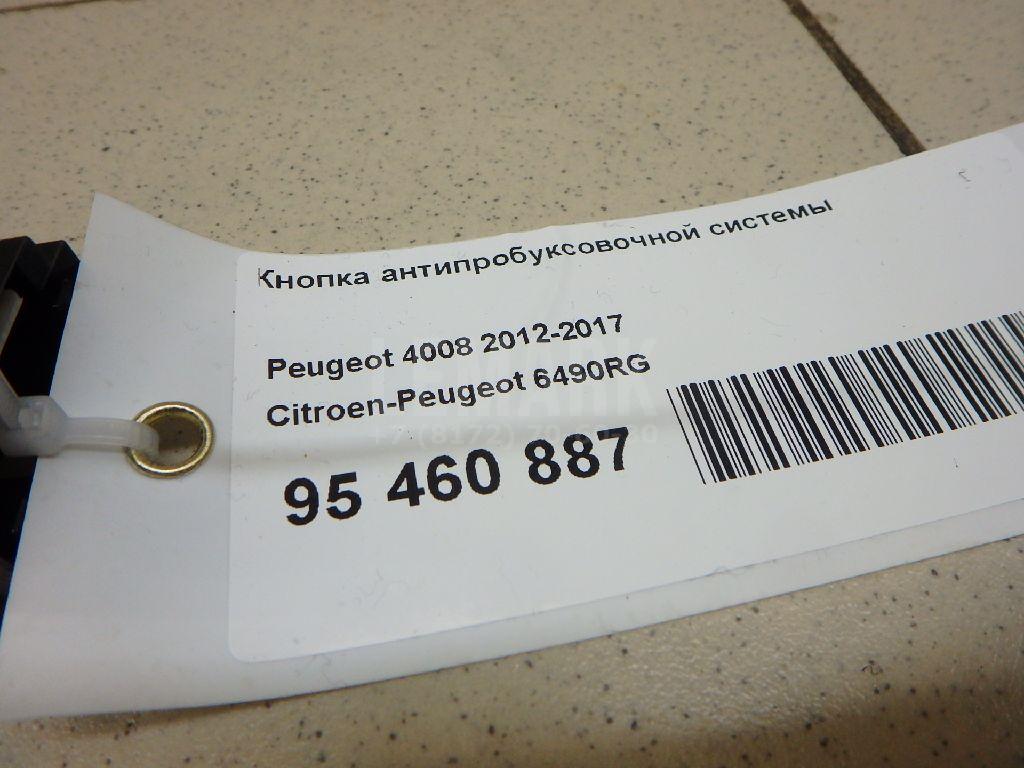 Кнопка антипробуксовочной системы
Peugeot 4008 2012-2017
Citroen-Peugeot 6490RG
95 460 887